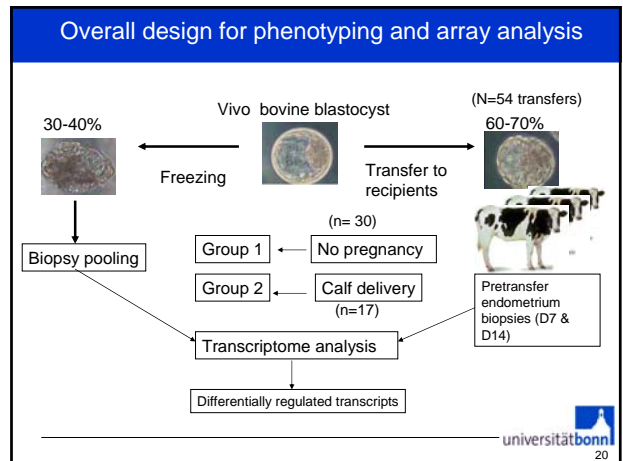 Overall design for phenotyping and array analysis
Vivo bovine blastocyst
(N=54 transfers)
30-40%
60-70%
Freezing
Transfer to
recipients
(n= 30)
Group 1
No pregnancy
Biopsy pooling
Group 2
Calf delivery
(n=17)
Pretransfer
endometrium
biopsies (D7 &
D14)
Transcriptome analysis
Differentially regulated transcripts
universitätbonn
20